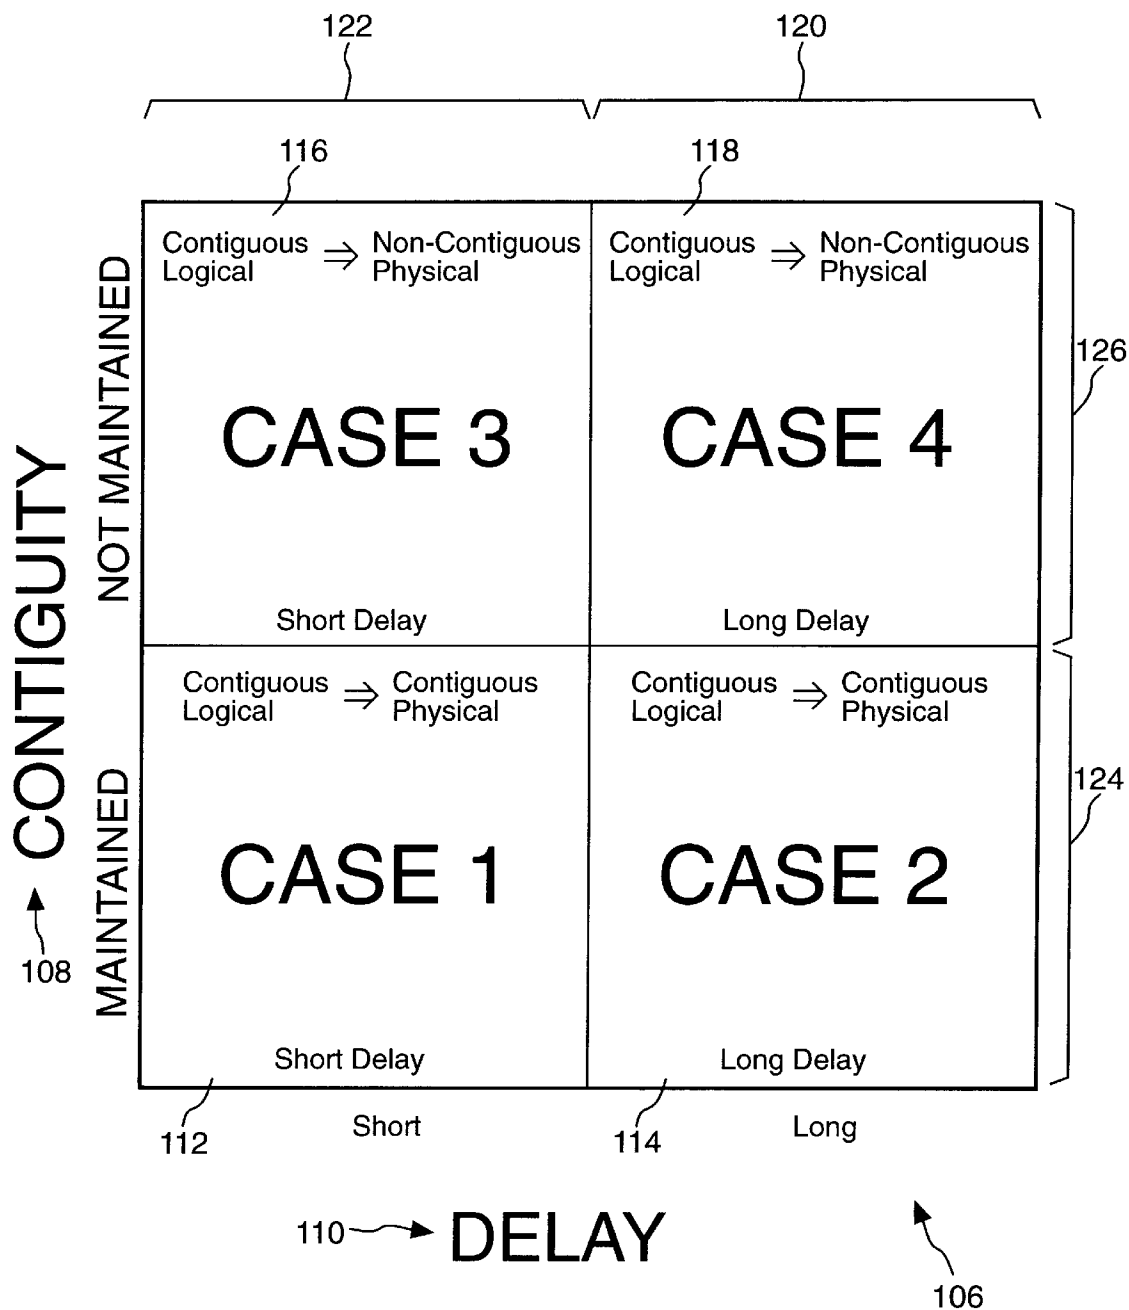 122
120
116
118
Contiguous ⇒ Non-Contiguous
Logical Physical
Contiguous ⇒ Non-Contiguous
Logical Physical
CASE 3
CASE 4
126
NOT MAINTAINED
CONTIGUITY
Short Delay
Long Delay
Contiguous ⇒ Contiguous
Logical Physical
Contiguous ⇒ Contiguous
Logical Physical
124
CASE 1
CASE 2
MAINTAINED
108
Short Delay
Long Delay
112
Short
114
Long
110
DELAY
106